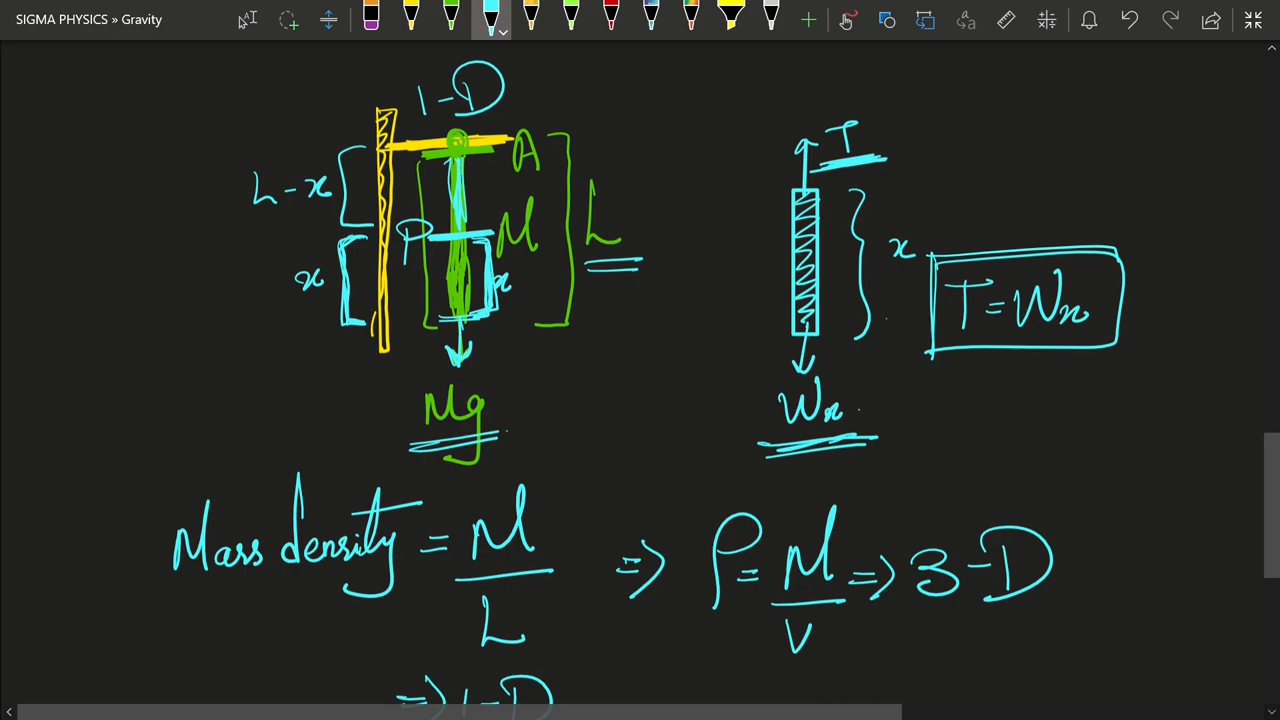 SIGMA PHYSICS » Gravity
1-D
A
T
L-x
M
L
P
x
x
x
T = Wx
Mg
Wx
Mass density = M/L => ρ = M/V => 3-D
=> 1-D